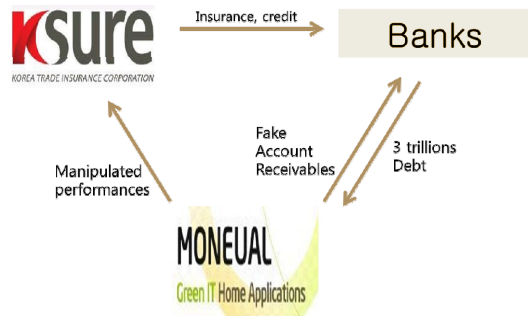 Ksure
KOREA TRADE INSURANCE CORPORATION
Insurance, credit
Banks
Manipulated
performances
Fake
Account
Receivables
3 trillions
Debt
MONEUAL
Green IT Home Applications